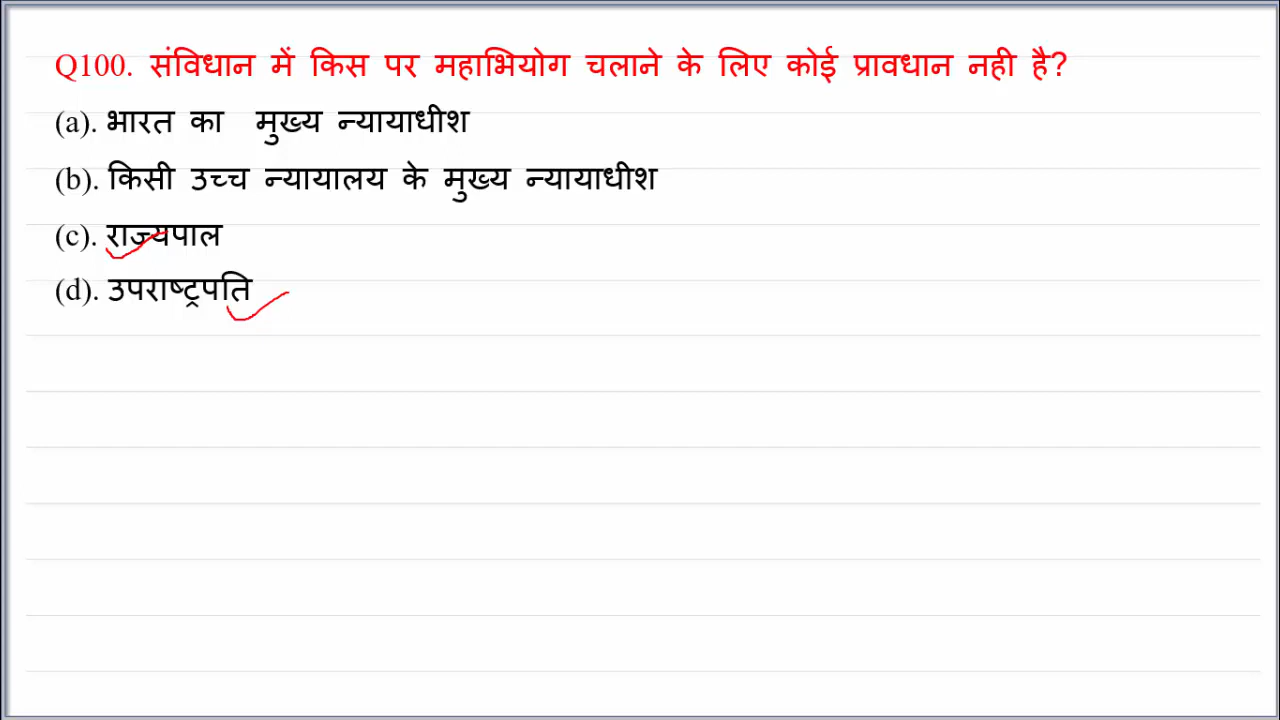 Q100. संविधान में किस पर महाभियोग चलाने के लिए कोई प्रावधान नही है?
(a). भारत का मुख्य न्यायाधीश
(b). किसी उच्च न्यायालय के मुख्य न्यायाधीश
(c). राज्यपाल
(d). उपराष्ट्रपति